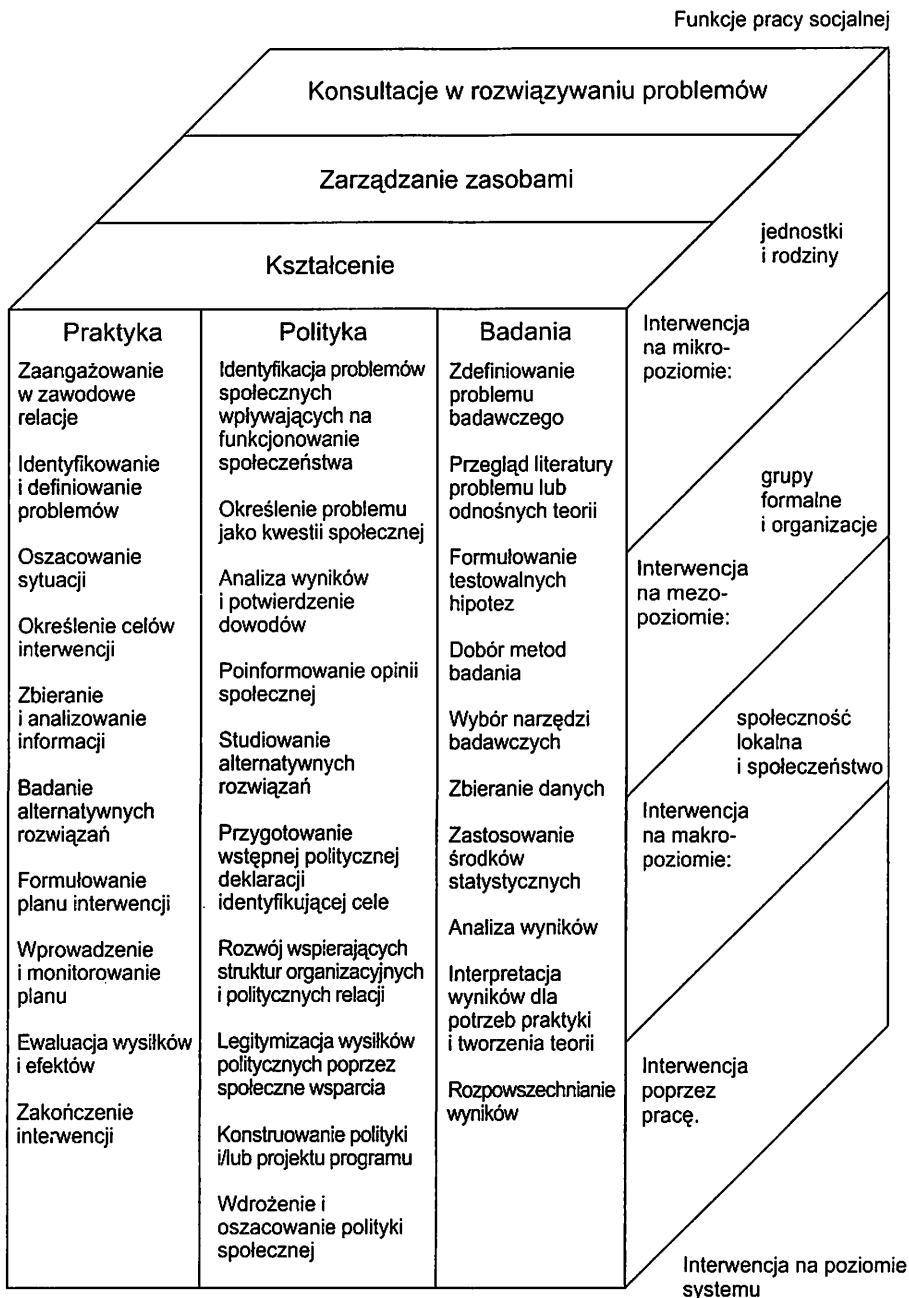 Funkcje pracy socjalnej
Konsultacje w rozwiązywaniu problemów
Zarządzanie zasobami
Kształcenie
Praktyka
Zaangażowanie
w zawodowe
relacje
Identyfikowanie
i definiowanie
problemów
Oszacowanie
sytuacji
Określenie celów
interwencji
Zbieranie
i analizowanie
informacji
Badanie
alternatywnych
rozwiązań
Formułowanie
planu interwencji
Wprowadzenie
i monitorowanie
planu
Ewaluacja wysiłków
i efektów
Zakończenie
interwencji
Polityka
Identyfikacja problemów
społecznych
wpływających na
funkcjonowanie
społeczeństwa
Określenie problemu
jako kwestii społecznej
Analiza wyników
i potwierdzenie
dowodów
Poinformowanie opinii
społecznej
Studiowanie
alternatywnych
rozwiązań
Przygotowanie
wstępnej politycznej
deklaracji
identyfikującej cele
Rozwój wspierających
struktur organizacyjnych
i politycznych relacji
Legitymizacja wysiłków
politycznych poprzez
społeczne wsparcia
Konstruowanie polityki
i/lub projektu programu
Wdrożenie i
oszacowanie polityki
społecznej
Badania
Zdefiniowanie
problemu
badawczego
Przegląd literatury
problemu lub
odnośnych teorii
Formułowanie
testowalnych
hipotez
Dobór metod
badania
Wybór narzędzi
badawczych
Zbieranie danych
Zastosowanie
środków
statystycznych
Analiza wyników
Interpretacja
wyników dla
potrzeb praktyki
i tworzenia teorii
Rozpowszechnianie
wyników
Interwencja
na mikro-
poziomie:
jednostki
i rodziny
Interwencja
na mezo-
poziomie:
grupy
formalne
i organizacje
Interwencja
na makro-
poziomie:
społeczność
lokalna
i społeczeństwo
Interwencja
poprzez
pracę.
Interwencja na poziomie
systemu